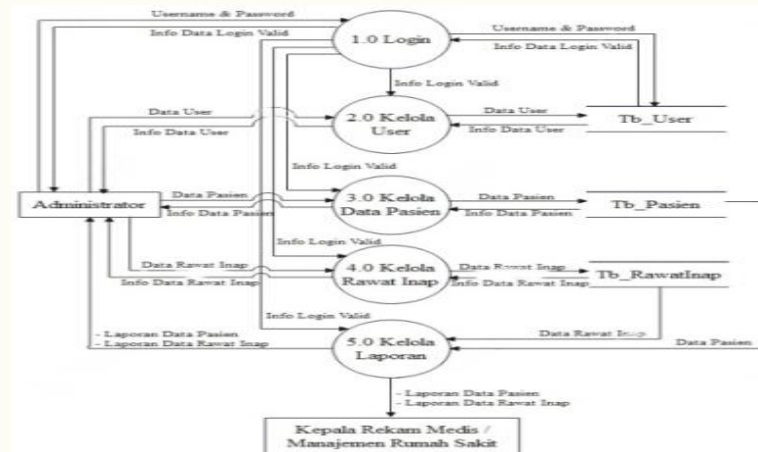 Username & Password
Info Data Login Valid
1.0 Login
Username & Password
Info Data Login Valid
Info Login Valid
Data User
Info Data User
2.0 Kelola
User
Data User
Info Data User
Tb_User
Info Login Valid
Administrator
Data Pasien
Info Data Pasien
3.0 Kelola
Data Pasien
Data Pasien
Info Data Pasien
Tb_Pasien
Info Login Valid
Data Rawat Inap
Info Data Rawat Inap
4.0 Kelola
Rawat Inap
Data Rawat Inap
Info Data Rawat Inap
Tb_RawatInap
Info Login Valid
- Laporan Data Pasien
- Laporan Data Rawat Inap
5.0 Kelola
Laporan
Data Rawat Inap
Data Pasien
- Laporan Data Pasien
- Laporan Data Rawat Inap
Kepala Rekam Medis /
Manajemen Rumah Sakit